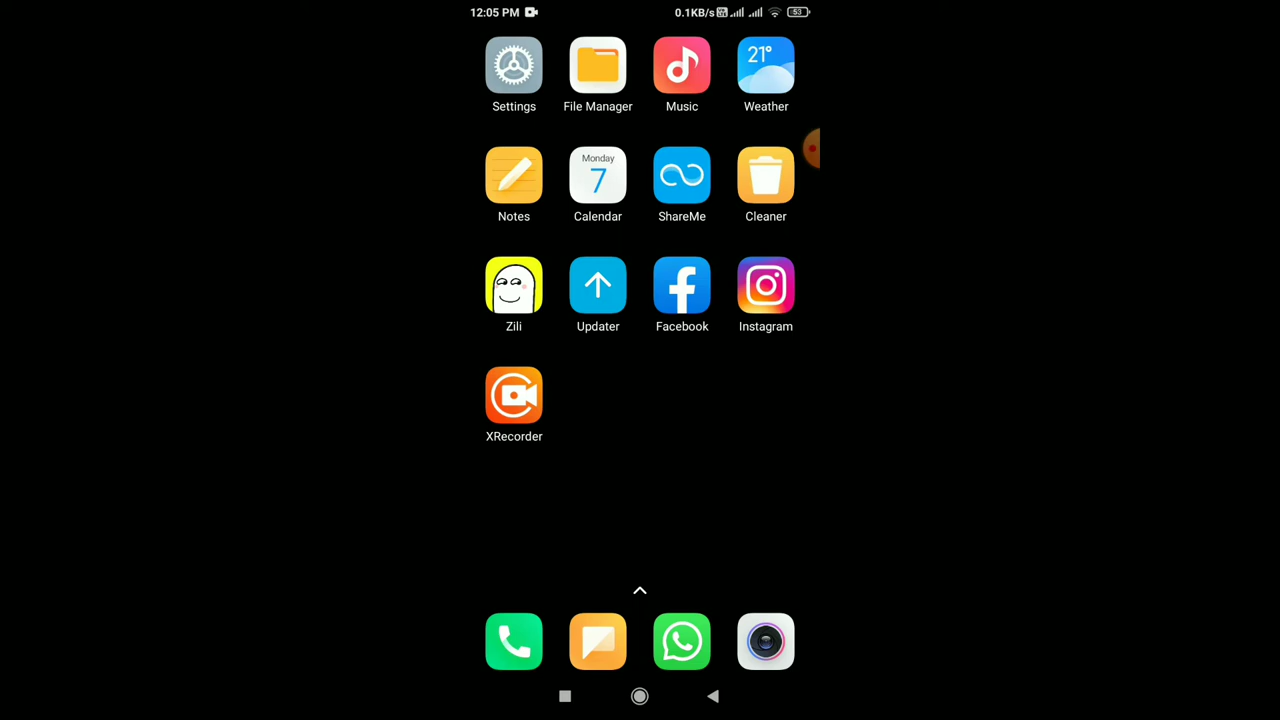 12:05 PM 0.1KB/s 53
21°
Settings File Manager Music Weather
Monday
7
Notes Calendar ShareMe Cleaner
Zili Updater Facebook Instagram
XRecorder